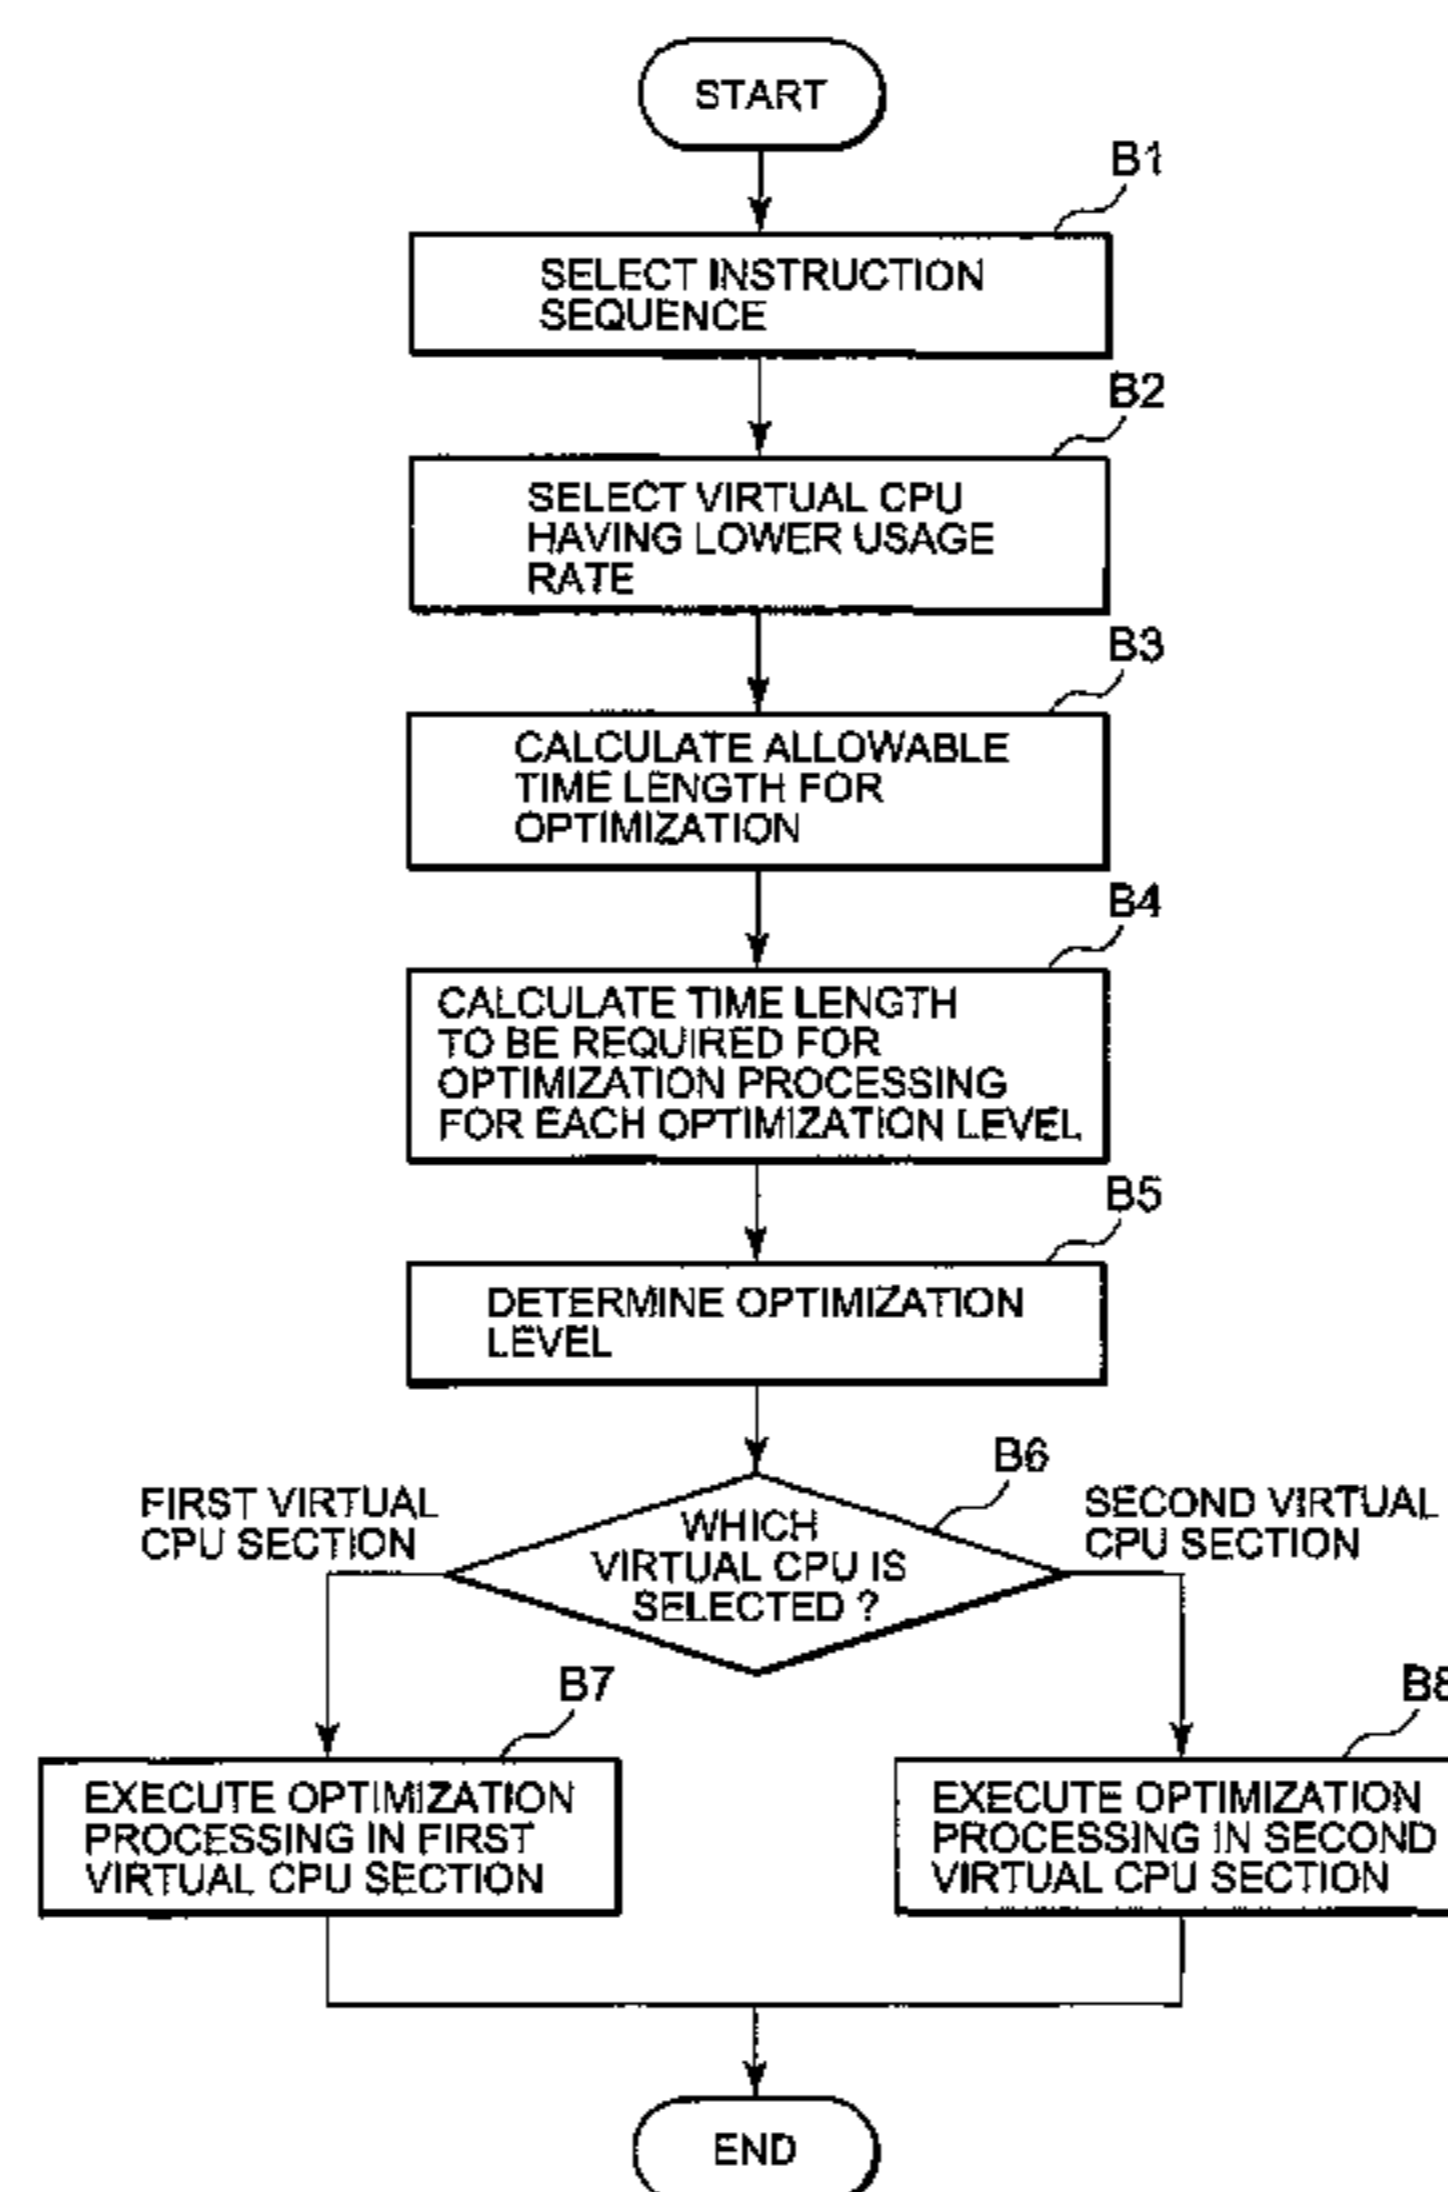 START
B1
SELECT INSTRUCTION
SEQUENCE
B2
SELECT VIRTUAL CPU
HAVING LOWER USAGE
RATE
B3
CALCULATE ALLOWABLE
TIME LENGTH FOR
OPTIMIZATION
B4
CALCULATE TIME LENGTH
TO BE REQUIRED FOR
OPTIMIZATION PROCESSING
FOR EACH OPTIMIZATION LEVEL
B5
DETERMINE OPTIMIZATION
LEVEL
B6
FIRST VIRTUAL
CPU SECTION
WHICH
VIRTUAL CPU IS
SELECTED ?
SECOND VIRTUAL
CPU SECTION
B7
EXECUTE OPTIMIZATION
PROCESSING IN FIRST
VIRTUAL CPU SECTION
B8
EXECUTE OPTIMIZATION
PROCESSING IN SECOND
VIRTUAL CPU SECTION
END